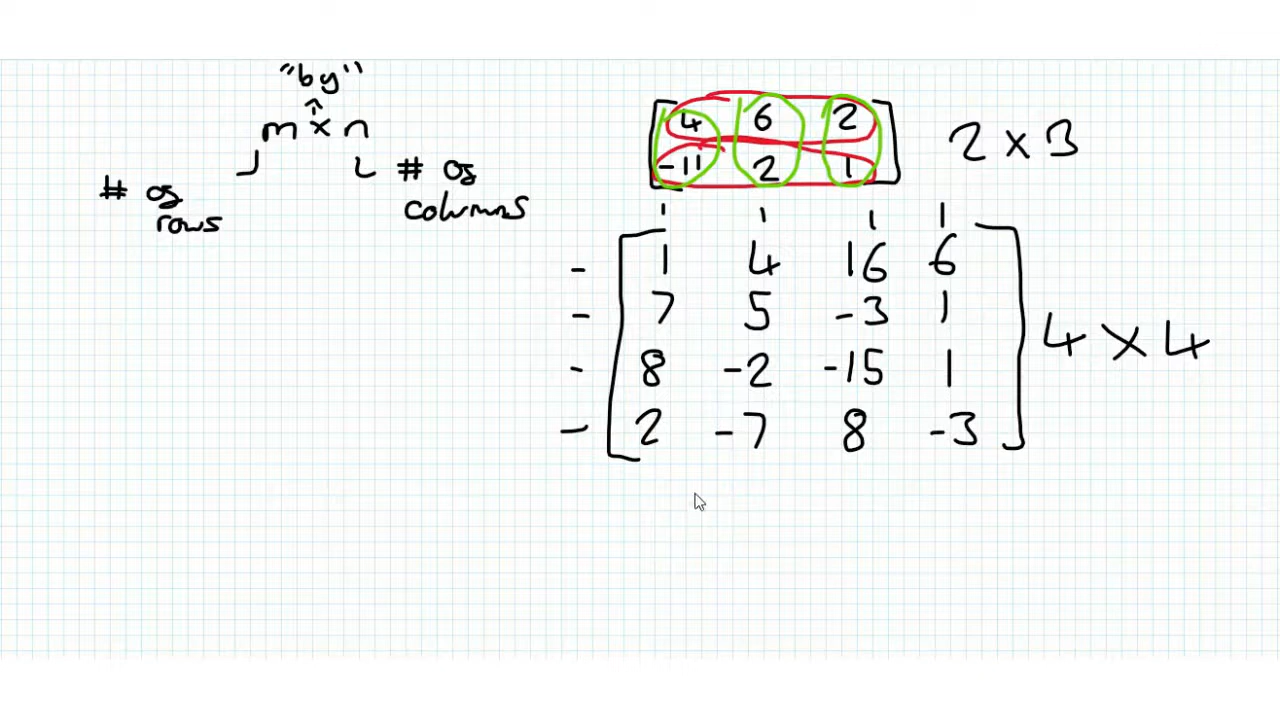 "by"
m × n
# of rows
# of columns
4 6 2
-11 2 1
2 × 3
1 4 16 6
7 5 -3 1
8 -2 -15 1
2 -7 8 -3
4 × 4